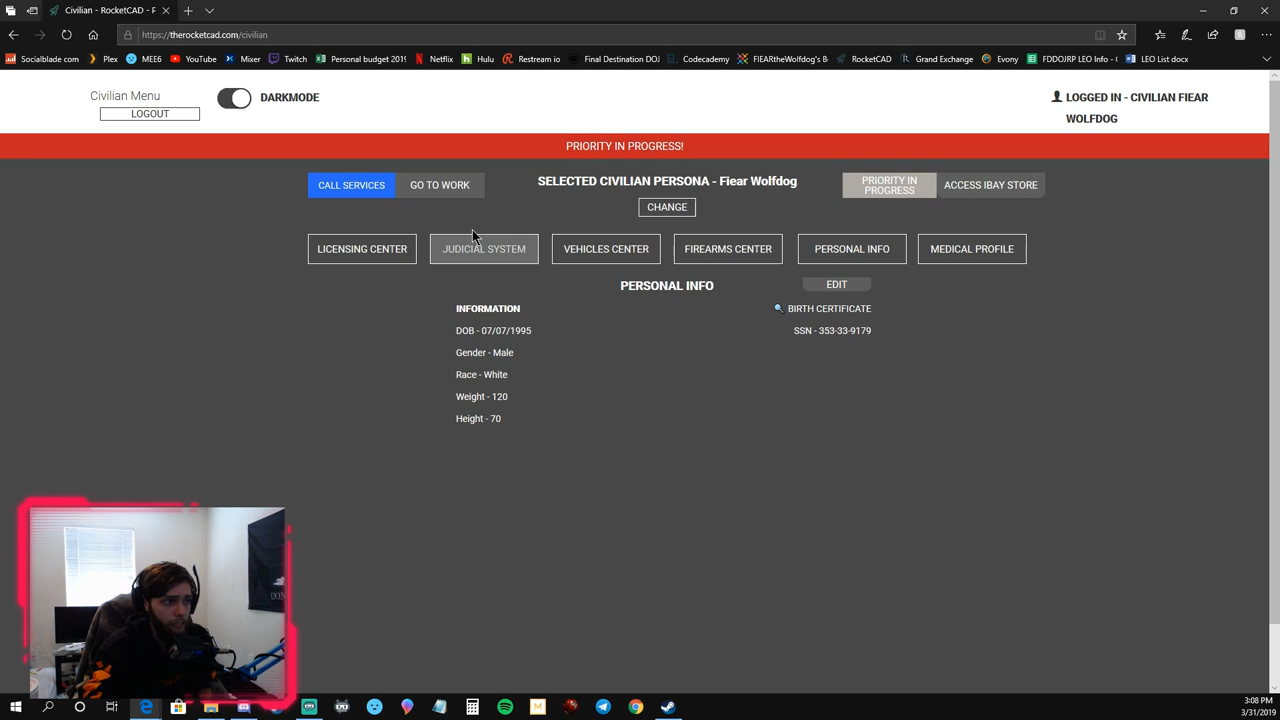 Civilian - RocketCAD - F
https://therocketcad.com/civilian
Socialblade.com Plex MEE6 YouTube Mixer Twitch Personal budget 2019 Netflix Hulu Restream io Final Destination DOJ Codecademy FIEARtheWolfdog's B RocketCAD Grand Exchange Evony FDDOJRP LEO Info - LEO List docx
Civilian Menu
LOGOUT
DARKMODE
LOGGED IN - CIVILIAN FIEAR
WOLFDOG
PRIORITY IN PROGRESS!
CALL SERVICES GO TO WORK
SELECTED CIVILIAN PERSONA - Fiear Wolfdog
CHANGE
PRIORITY IN
PROGRESS
ACCESS IBAY STORE
LICENSING CENTER JUDICIAL SYSTEM VEHICLES CENTER FIREARMS CENTER PERSONAL INFO MEDICAL PROFILE
PERSONAL INFO
EDIT
INFORMATION
DOB - 07/07/1995
Gender - Male
Race - White
Weight - 120
Height - 70
BIRTH CERTIFICATE
SSN - 353-33-9179
3:08 PM
3/31/2019